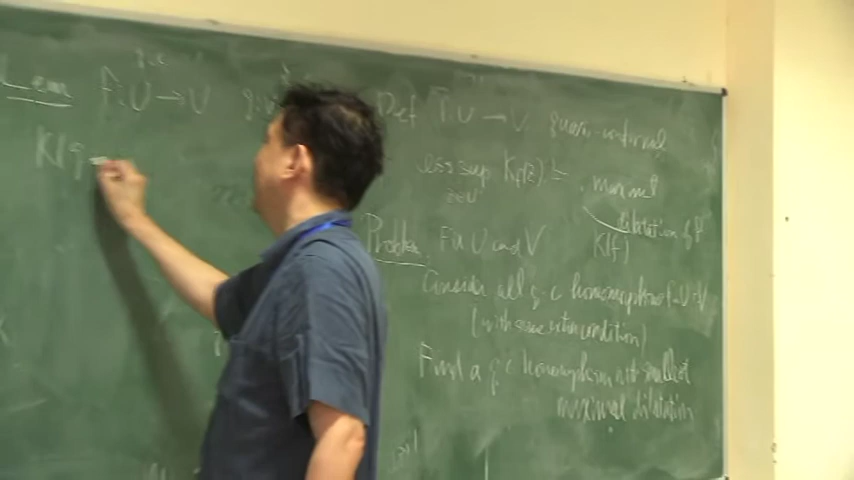 q.c
Lem f: U → V g:
K(g
Def f: U → V quasi-conformal
ess sup K_f(z) = maximal
z∈U
dilatation of f
K(f)
Problem Fix U and V
Consider all q.c homeomorphism f: U → V
(with some extra condition)
Find a q.c homeomorphism with smallest
maximal dilatation